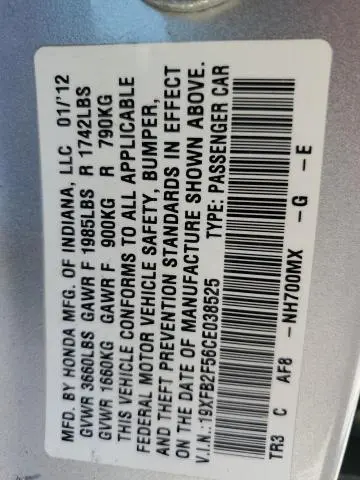 MFD. BY HONDA MFG. OF INDIANA, LLC 01/'12
GVWR 3660LBS GAWR F 1985LBS R 1742LBS
GVWR 1660KG GAWR F 900KG R 790KG
THIS VEHICLE CONFORMS TO ALL APPLICABLE
FEDERAL MOTOR VEHICLE SAFETY, BUMPER,
AND THEFT PREVENTION STANDARDS IN EFFECT
ON THE DATE OF MANUFACTURE SHOWN ABOVE.
V.I.N.:19XFB2F56CE038525 TYPE: PASSENGER CAR
TR3 C AF8 -NH700MX -G -E